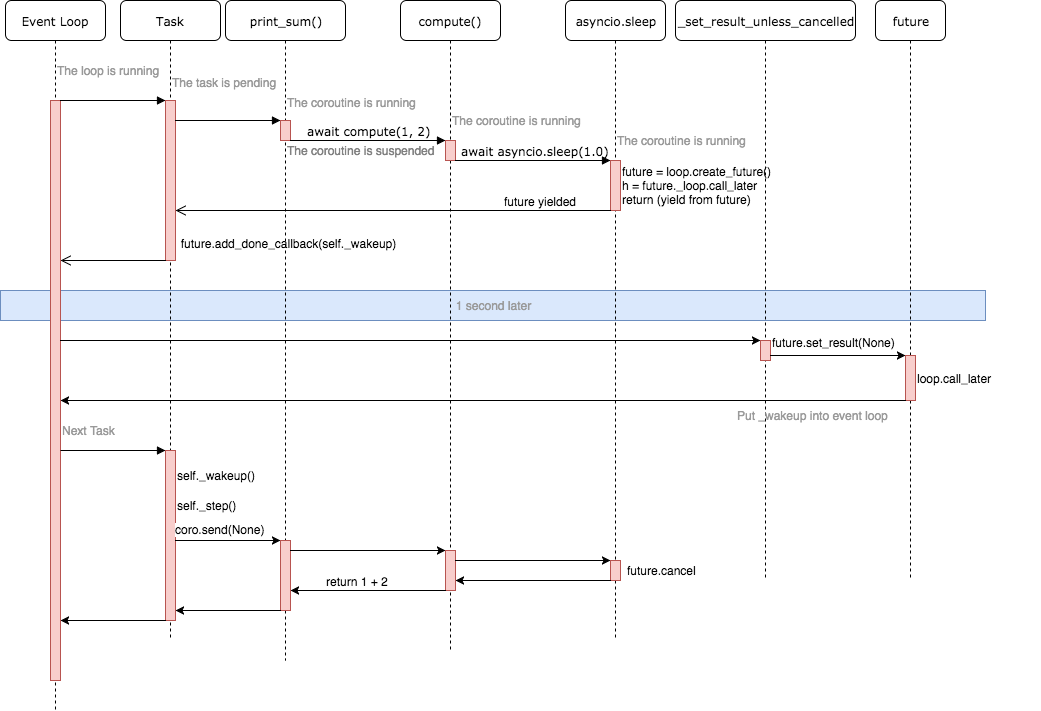 Event Loop
Task
print_sum()
compute()
asyncio.sleep
_set_result_unless_cancelled
future
The loop is running
The task is pending
The coroutine is running
The coroutine is running
await compute(1, 2)
The coroutine is running
The coroutine is suspended
await asyncio.sleep(1.0)
future = loop.create_future()
h = future._loop.call_later
return (yield from future)
future yielded
future.add_done_callback(self._wakeup)
1 second later
future.set_result(None)
loop.call_later
Put _wakeup into event loop
Next Task
self._wakeup()
self._step()
coro.send(None)
future.cancel
return 1 + 2